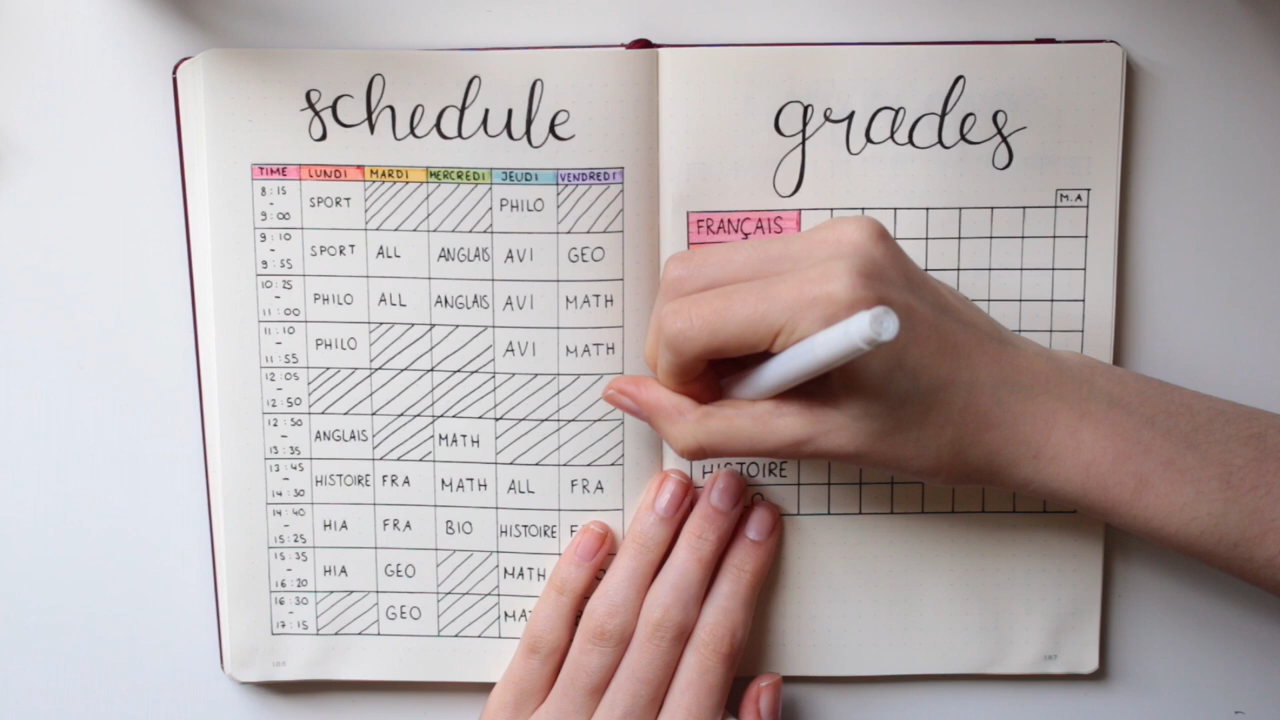 schedule
TIME LUNDI MARDI MERCREDI JEUDI VENDREDI
8:15 - 9:00 SPORT PHILO
9:10 - 9:55 SPORT ALL ANGLAIS AVI GEO
10:25 - 11:00 PHILO ALL ANGLAIS AVI MATH
11:10 - 11:55 PHILO AVI MATH
12:05 - 12:50
12:50 - 13:35 ANGLAIS MATH
13:45 - 14:30 HISTOIRE FRA MATH ALL FRA
14:40 - 15:25 HIA FRA BIO HISTOIRE
15:35 - 16:20 HIA GEO MATH
16:30 - 17:15 GEO
188
grades
M.A
FRANÇAIS
HISTOIRE
187